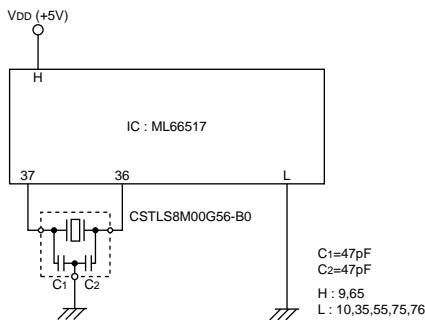 VDD (+5V)
H
IC : ML66517
37
36
L
CSTLS8M00G56-B0
C1
C2
C1=47pF
C2=47pF
H : 9,65
L : 10,35,55,75,76